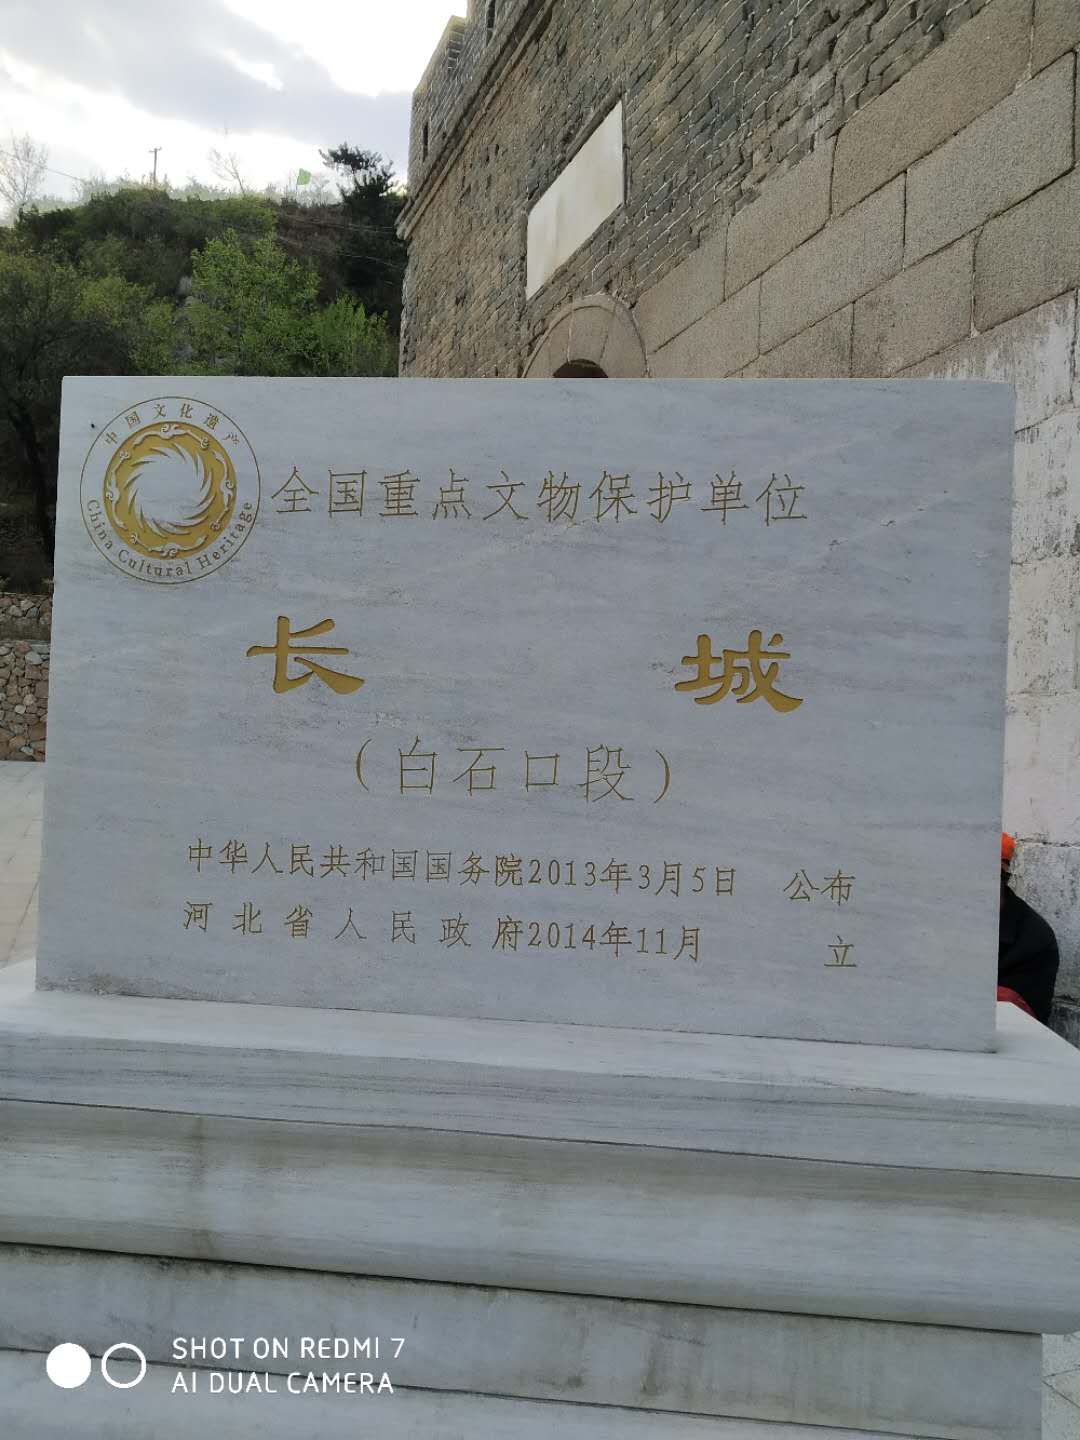 中国文化遗产
China Cultural Heritage
全国重点文物保护单位
长 城
（白石口段）
中华人民共和国国务院2013年3月5日 公布
河北省人民政府2014年11月 立
SHOT ON REDMI 7
AI DUAL CAMERA